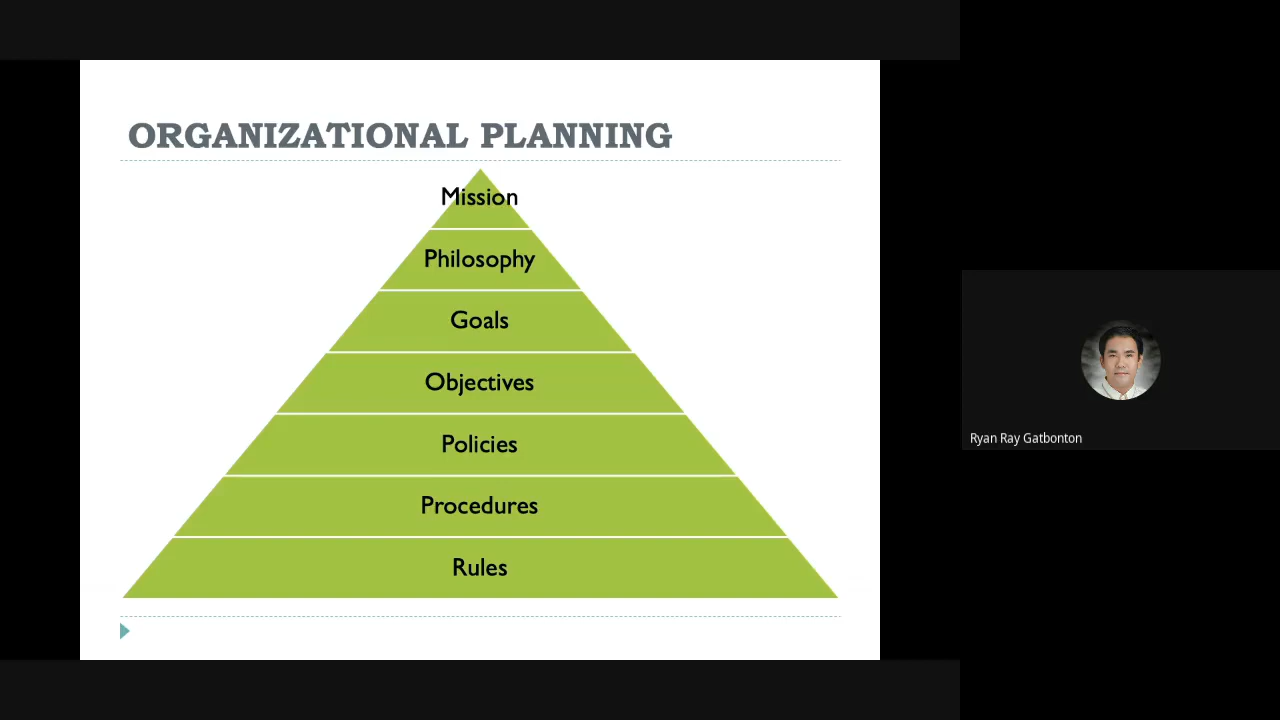 ORGANIZATIONAL PLANNING
Mission
Philosophy
Goals
Objectives
Policies
Procedures
Rules
Ryan Ray Gatbonton